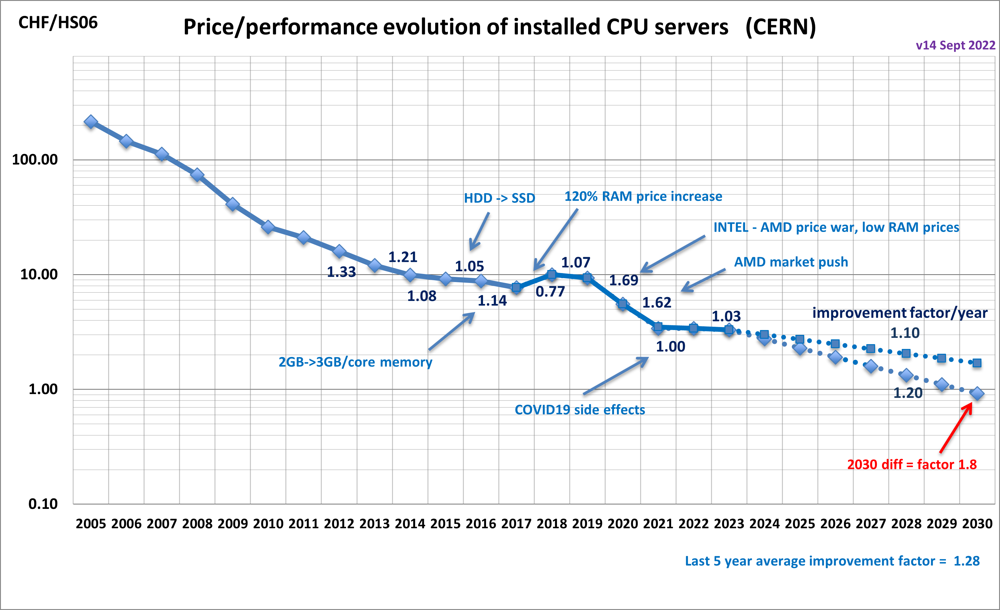 CHF/HS06
Price/performance evolution of installed CPU servers (CERN)
v14 Sept 2022
100.00
10.00
1.00
0.10
HDD -> SSD
120% RAM price increase
INTEL - AMD price war, low RAM prices
AMD market push
1.33
1.21
1.08
1.05
1.14
0.77
1.07
1.69
1.62
1.00
1.03
improvement factor/year
1.10
1.20
2GB->3GB/core memory
COVID19 side effects
2030 diff = factor 1.8
2005 2006 2007 2008 2009 2010 2011 2012 2013 2014 2015 2016 2017 2018 2019 2020 2021 2022 2023 2024 2025 2026 2027 2028 2029 2030
Last 5 year average improvement factor = 1.28